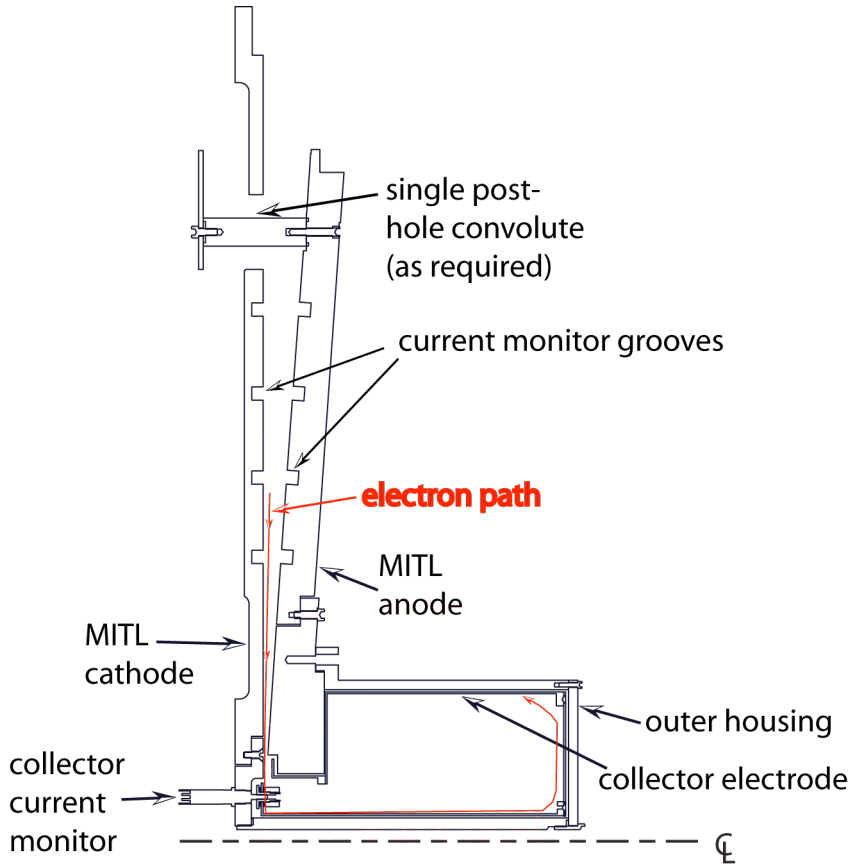 single post-
hole convolute
(as required)
current monitor grooves
electron path
MITL
anode
MITL
cathode
outer housing
collector electrode
collector
current
monitor
℄